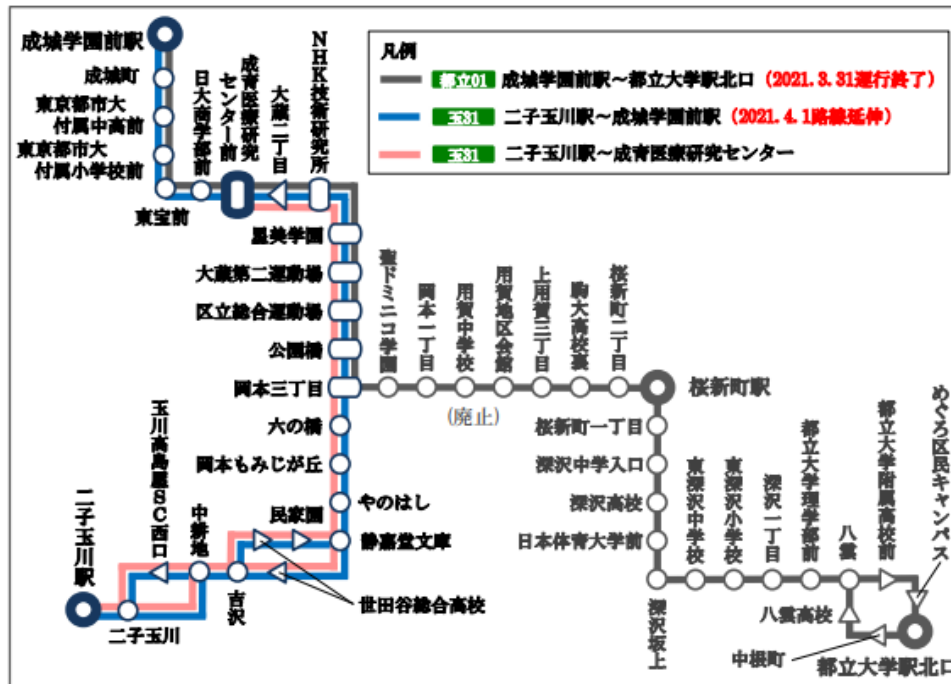 凡例
都立01 成城学園前駅～都立大学駅北口 (2021.3.31運行終了)
玉31 二子玉川駅～成城学園前駅 (2021.4.1路線延伸)
玉31 二子玉川駅～成育医療研究センター
成城学園前駅
成城町
東京都市大
付属中高前
東京都市大
付属小学校前
東宝前
日大商学部前
成育医療研究
センター前
大蔵二丁目
NHK技術研究所
星美学園
大蔵第二運動場
区立総合運動場
公園橋
岡本三丁目
聖ドミニコ学園
岡本一丁目
用賀中学校
用賀地区会館
上用賀三丁目
駒大高校裏
桜新町二丁目
(廃止)
桜新町駅
六の橋
岡本もみじが丘
やのはし
民家園
静嘉堂文庫
世田谷総合高校
吉沢
中耕地
玉川高島屋SC西口
二子玉川
二子玉川駅
桜新町一丁目
深沢中学入口
深沢高校
日本体育大学前
深沢坂上
東深沢中学校
東深沢小学校
深沢一丁目
都立大学理学部前
八雲
都立大学附属高校前
めぐろ区民キャンパス
八雲高校
中根町
都立大学駅北口